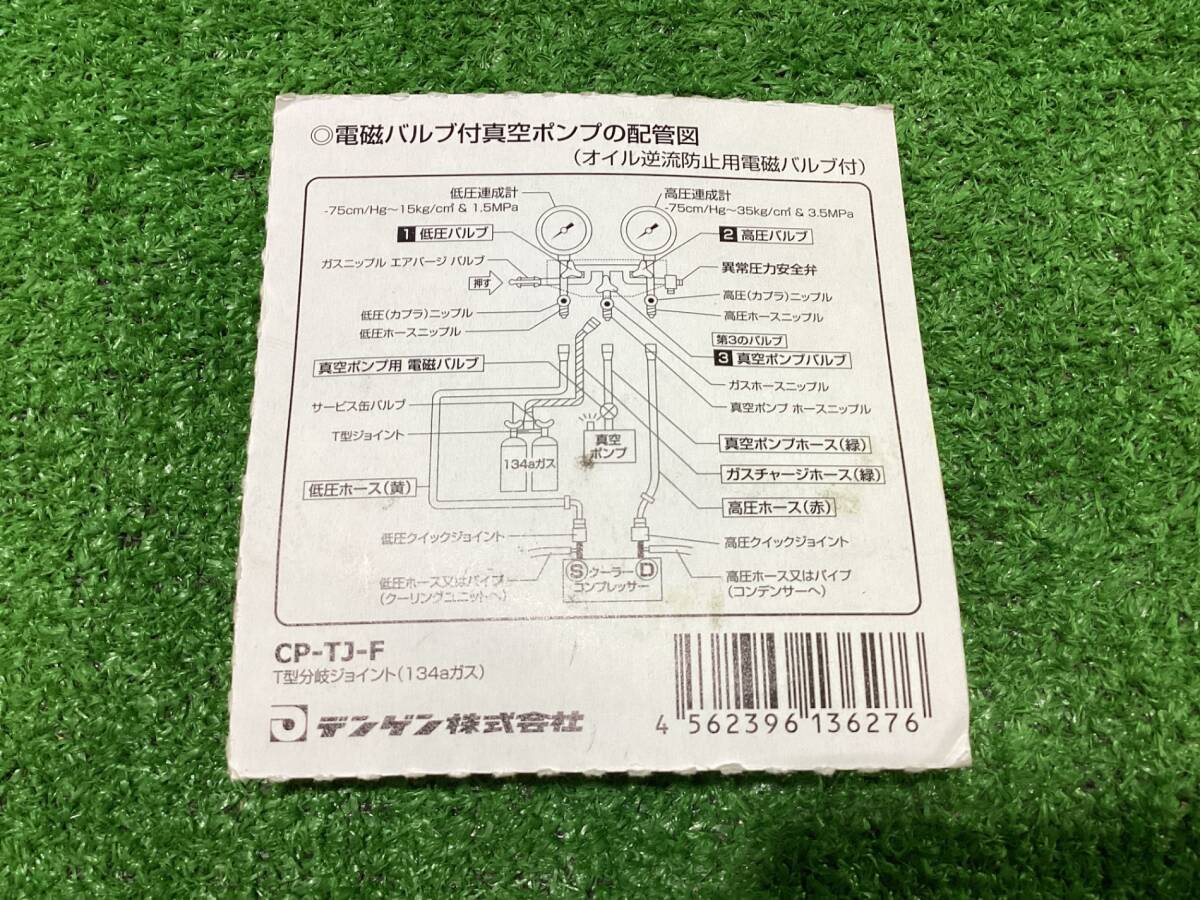 ◎電磁バルブ付真空ポンプの配管図
(オイル逆流防止用電磁バルブ付)
低圧連成計
-75cm/Hg～15kg/c㎡ & 1.5MPa
高圧連成計
-75cm/Hg～35kg/c㎡ & 3.5MPa
1 低圧バルブ
2 高圧バルブ
ガスニップル エアパージ バルブ
押す
異常圧力安全弁
高圧(カプラ)ニップル
低圧(カプラ)ニップル
高圧ホースニップル
低圧ホースニップル
第3のバルブ
3 真空ポンプバルブ
真空ポンプ用 電磁バルブ
ガスホースニップル
サービス缶バルブ
真空ポンプ ホースニップル
T型ジョイント
真空
ポンプ
真空ポンプホース(緑)
134aガス
ガスチャージホース(緑)
低圧ホース(黄)
高圧ホース(赤)
低圧クイックジョイント
高圧クイックジョイント
S クーラー D
コンプレッサー
低圧ホース又はパイプ
(クーリングユニットへ)
高圧ホース又はパイプ
(コンデンサーへ)
CP-TJ-F
T型分岐ジョイント(134aガス)
デンゲン株式会社
4 562396 136276